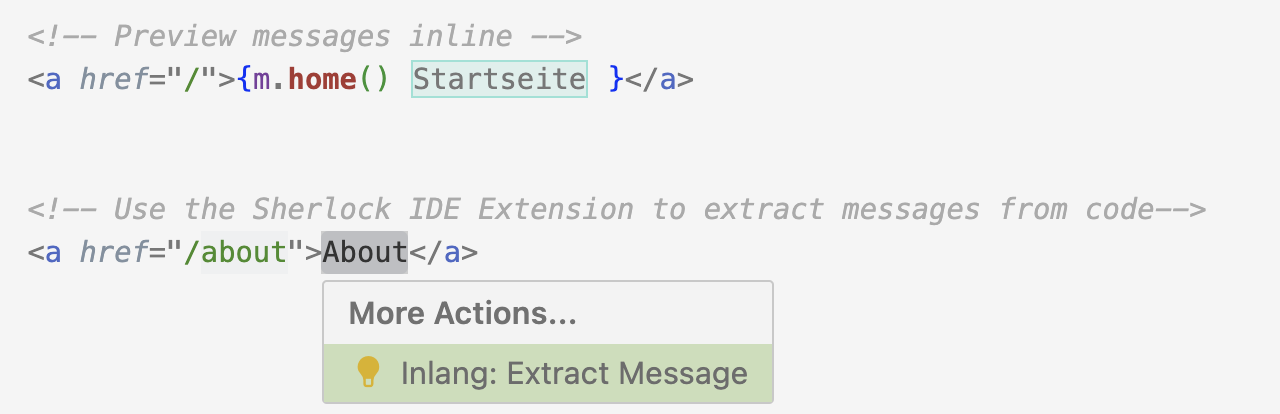 <!-- Preview messages inline -->
<a href="/">{m.home() Startseite }</a>
<!-- Use the Sherlock IDE Extension to extract messages from code-->
<a href="/about">About</a>
More Actions...
Inlang: Extract Message